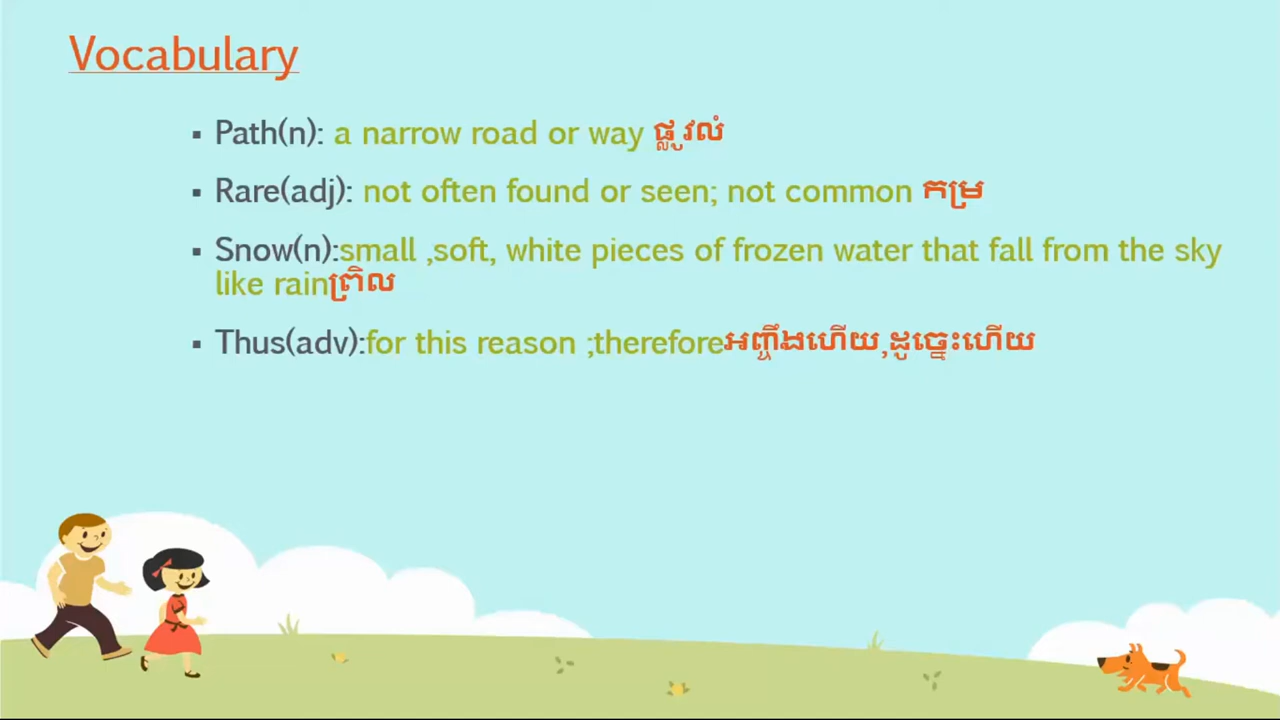 Vocabulary
▪ Path(n): a narrow road or way ផ្លូវលំ
▪ Rare(adj): not often found or seen; not common កម្រ
▪ Snow(n):small ,soft, white pieces of frozen water that fall from the sky
like rainព្រិល
▪ Thus(adv):for this reason ;thereforeអញ្ចឹងហើយ,ដូច្នេះហើយ